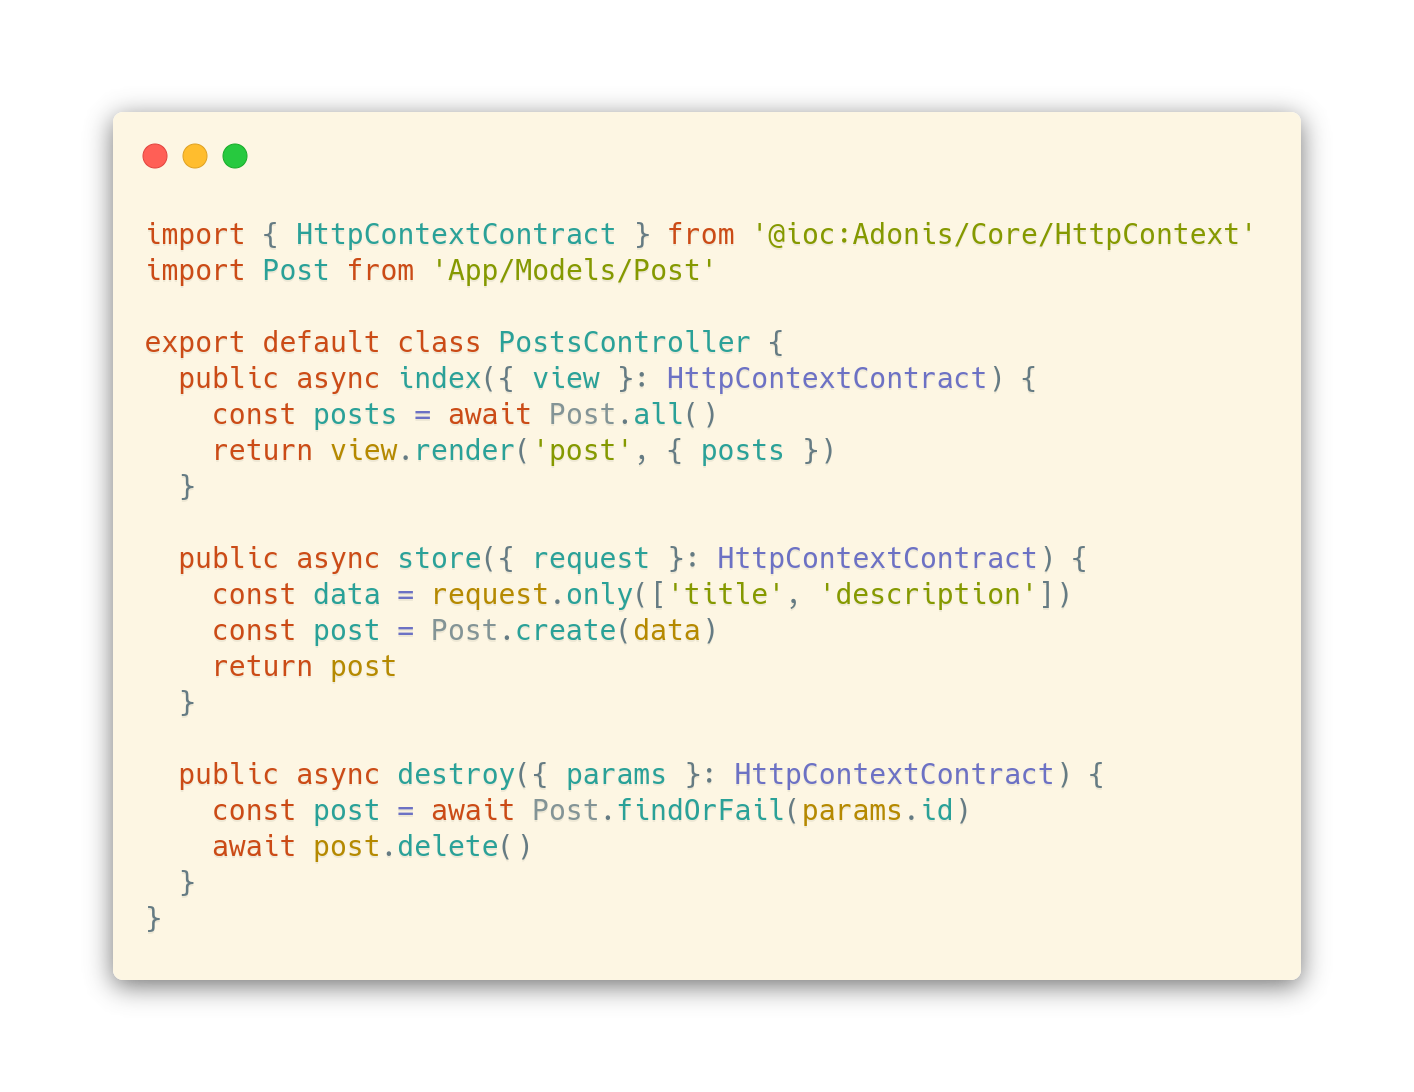 import { HttpContextContract } from '@ioc:Adonis/Core/HttpContext'
import Post from 'App/Models/Post'

export default class PostsController {
  public async index({ view }: HttpContextContract) {
    const posts = await Post.all()
    return view.render('post', { posts })
  }

  public async store({ request }: HttpContextContract) {
    const data = request.only(['title', 'description'])
    const post = Post.create(data)
    return post
  }

  public async destroy({ params }: HttpContextContract) {
    const post = await Post.findOrFail(params.id)
    await post.delete()
  }
}